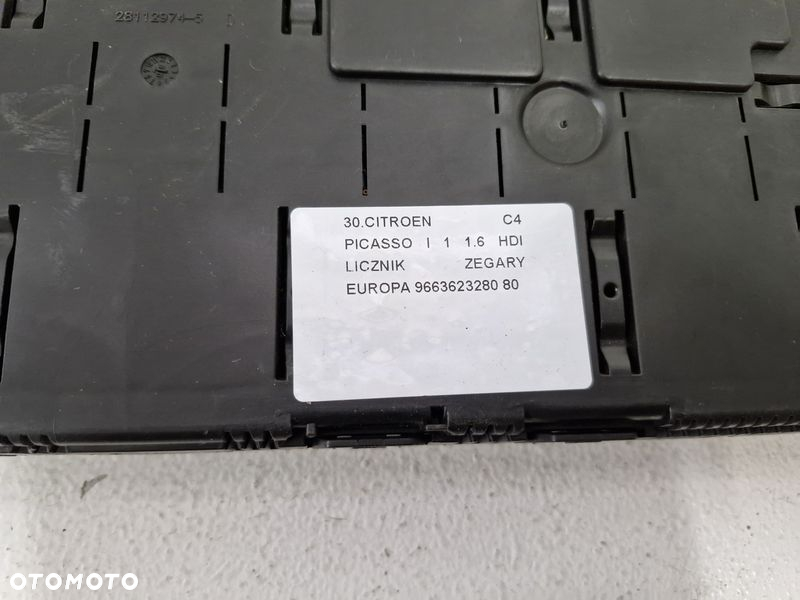 28112974-5 D
30.CITROEN C4
PICASSO I 1 1.6 HDI
LICZNIK ZEGARY
EUROPA 9663623280 80
OTOMOTO